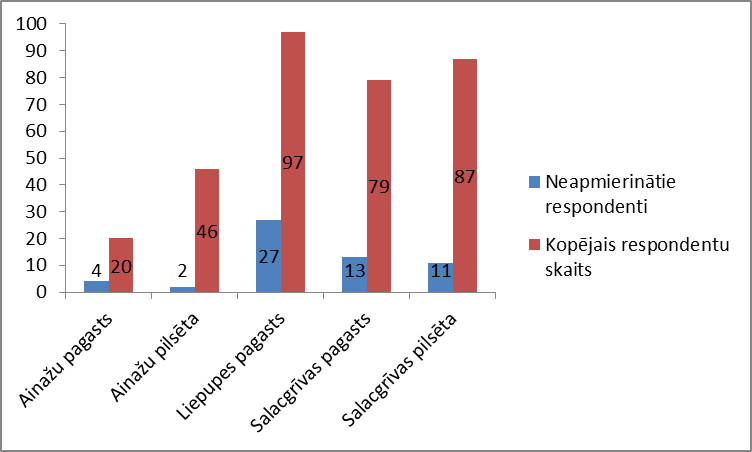 100
90
80
70
60
50
40
30
20
10
0
4 20
2 46
27 97
13 79
11 87
Ainažu pagasts
Ainažu pilsēta
Liepupes pagasts
Salacgrīvas pagasts
Salacgrīvas pilsēta
Neapmierinātie
respondenti
Kopējais respondentu
skaits